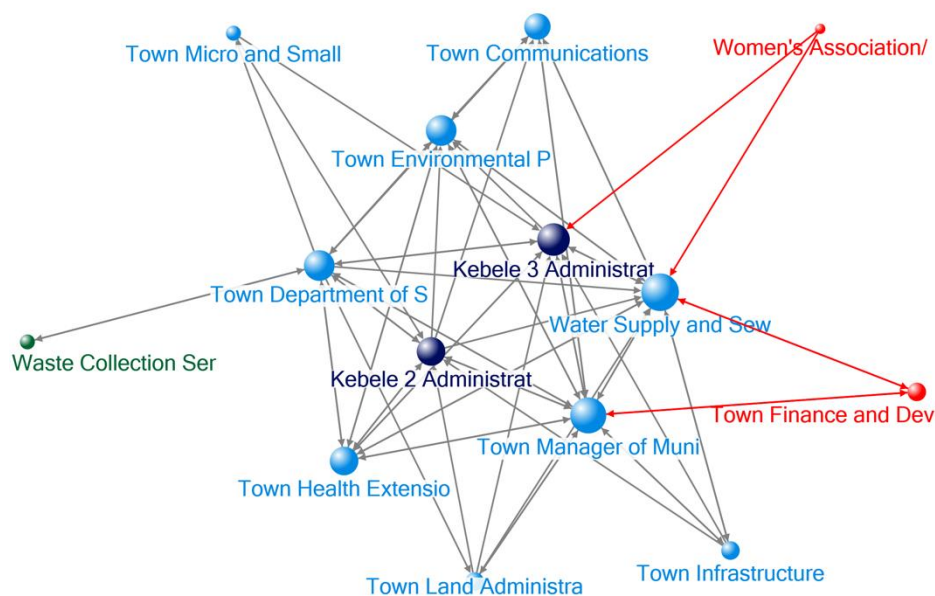 Town Micro and Small
Town Communications
Women's Association/
Town Environmental P
Kebele 3 Administrat
Town Department of S
Water Supply and Sew
Waste Collection Ser
Kebele 2 Administrat
Town Finance and Dev
Town Manager of Muni
Town Health Extensio
Town Land Administra
Town Infrastructure